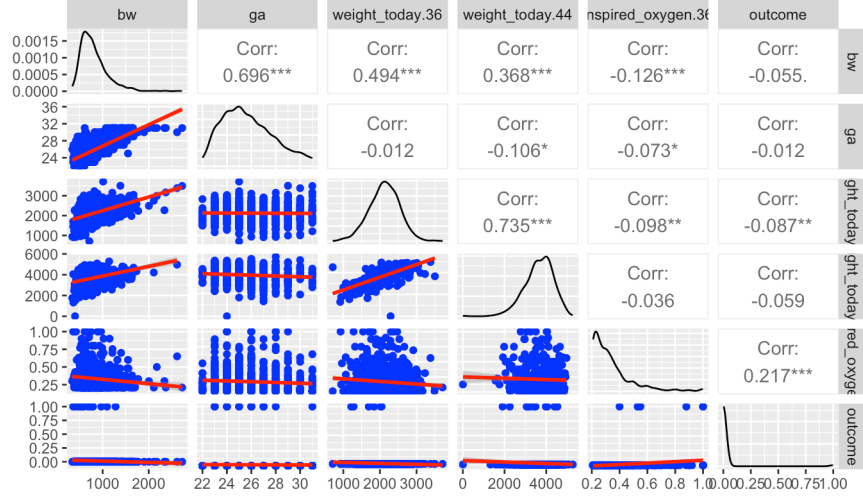 bw ga weight_today.36 weight_today.44 nspired_oxygen.36 outcome
0.0015
0.0010
0.0005
0.0000
Corr: Corr: Corr: Corr: Corr:
0.696*** 0.494*** 0.368*** -0.126*** -0.055.
bw
36
32
28
24
Corr: Corr: Corr: Corr:
-0.012 -0.106* -0.073* -0.012
ga
3000
2000
1000
Corr: Corr: Corr:
0.735*** -0.098** -0.087**
ght_today
6000
4000
2000
0
Corr: Corr:
-0.036 -0.059
ght_today
1.00
0.75
0.50
0.25
Corr:
0.217***
red_oxyge
1.00
0.75
0.50
0.25
0.00
outcome
1000 2000 22 24 26 28 30 1000 2000 3000 0 2000 4000 0.2 0.4 0.6 0.8 1.0 0.00 0.25 0.50 0.75 1.00